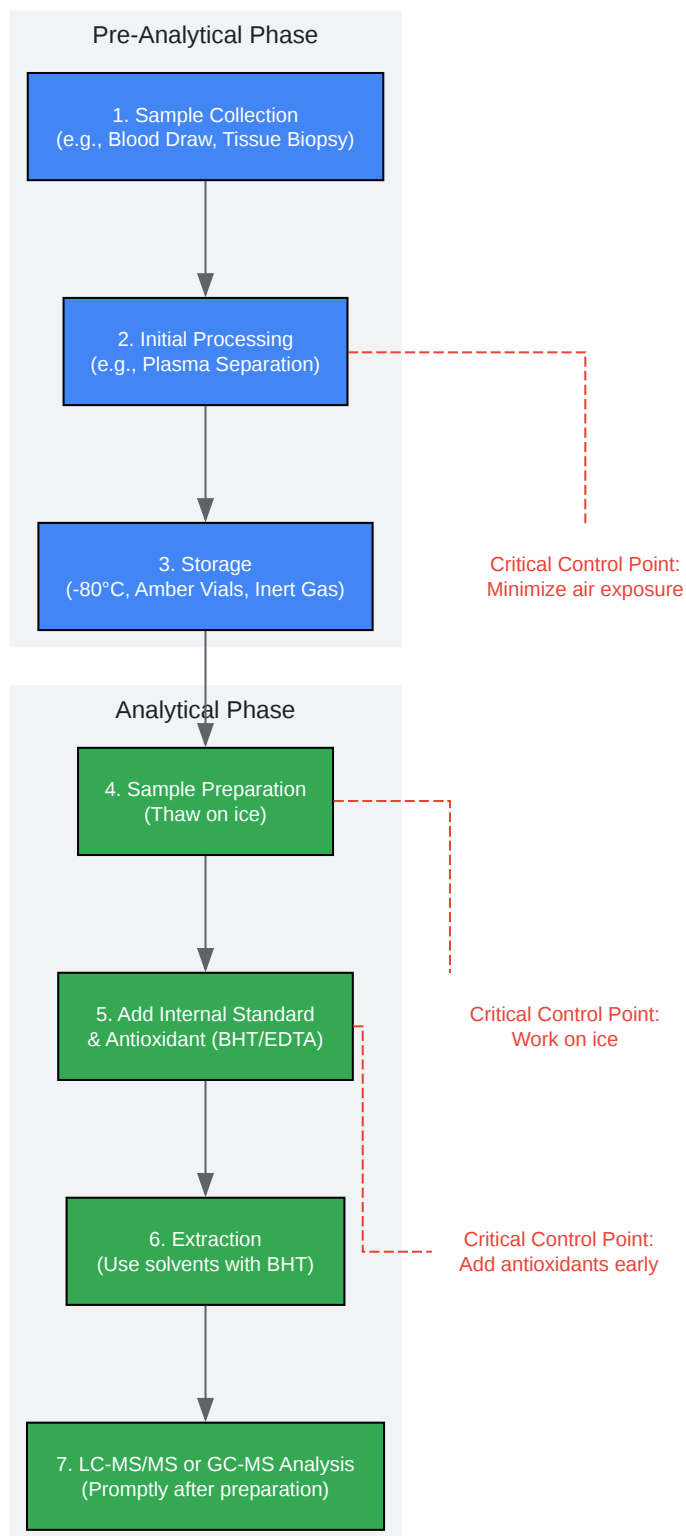 Pre-Analytical Phase
1. Sample Collection
(e.g., Blood Draw, Tissue Biopsy)
2. Initial Processing
(e.g., Plasma Separation)
3. Storage
(-80°C, Amber Vials, Inert Gas)
Critical Control Point:
Minimize air exposure
Analytical Phase
4. Sample Preparation
(Thaw on ice)
5. Add Internal Standard
& Antioxidant (BHT/EDTA)
Critical Control Point:
Work on ice
6. Extraction
(Use solvents with BHT)
Critical Control Point:
Add antioxidants early
7. LC-MS/MS or GC-MS Analysis
(Promptly after preparation)